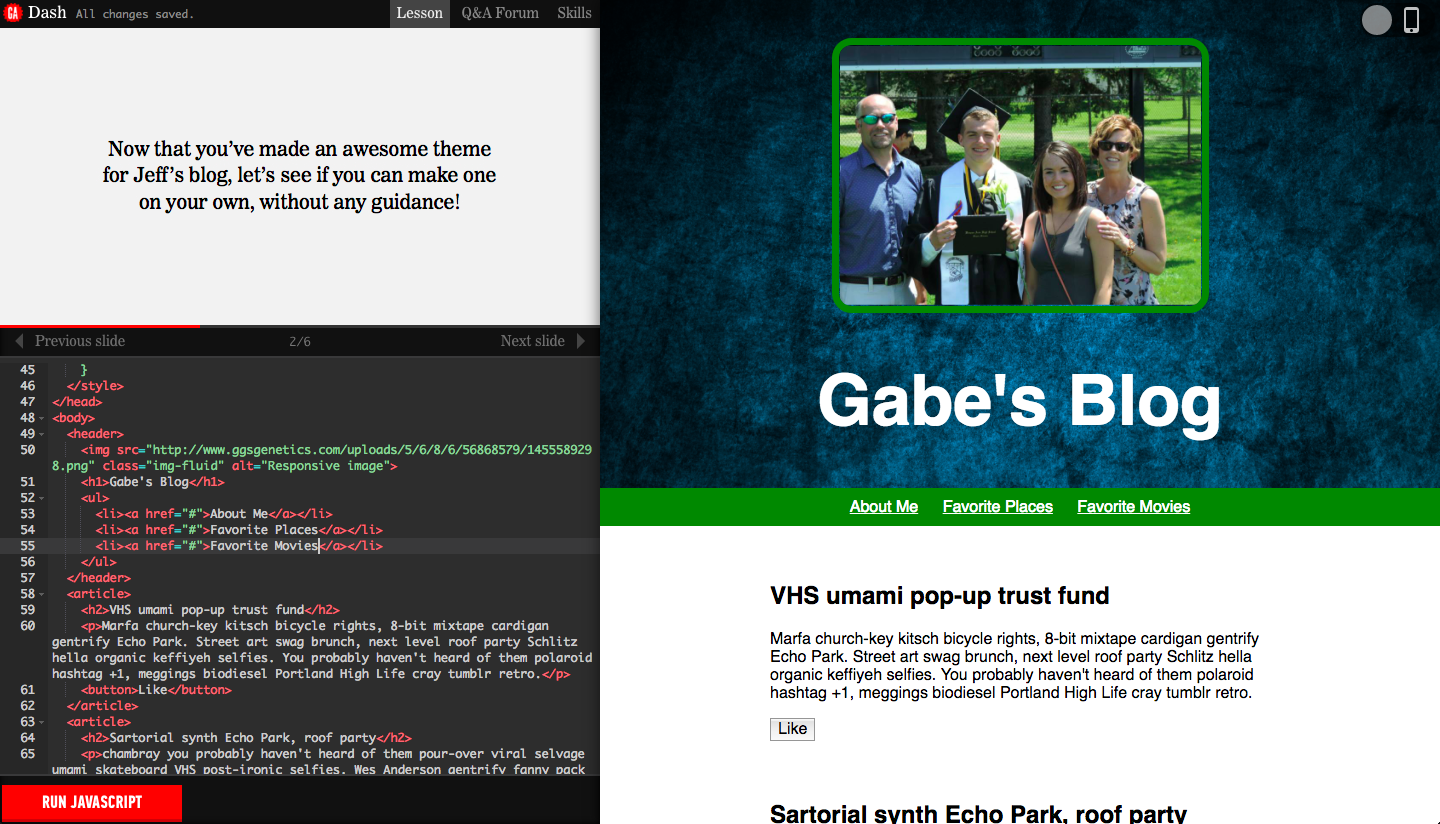 GA Dash All changes saved. Lesson Q&A Forum Skills
Now that you’ve made an awesome theme
for Jeff’s blog, let’s see if you can make one
on your own, without any guidance!
Previous slide 2/6 Next slide
45 }
46 </style>
47 </head>
48 <body>
49 <header>
50 <img src="http://www.ggsgenetics.com/uploads/5/6/8/6/56868579/145558929
8.png" class="img-fluid" alt="Responsive image">
51 <h1>Gabe's Blog</h1>
52 <ul>
53 <li><a href="#">About Me</a></li>
54 <li><a href="#">Favorite Places</a></li>
55 <li><a href="#">Favorite Movies</a></li>
56 </ul>
57 </header>
58 <article>
59 <h2>VHS umami pop-up trust fund</h2>
60 <p>Marfa church-key kitsch bicycle rights, 8-bit mixtape cardigan
gentrify Echo Park. Street art swag brunch, next level roof party Schlitz
hella organic keffiyeh selfies. You probably haven't heard of them polaroid
hashtag +1, meggings biodiesel Portland High Life cray tumblr retro.</p>
61 <button>Like</button>
62 </article>
63 <article>
64 <h2>Sartorial synth Echo Park, roof party</h2>
65 <p>chambray you probably haven't heard of them pour-over viral selvage
umami skateboard VHS post-ironic selfies. Wes Anderson gentrify fanny pack
RUN JAVASCRIPT
Gabe's Blog
About Me Favorite Places Favorite Movies
VHS umami pop-up trust fund
Marfa church-key kitsch bicycle rights, 8-bit mixtape cardigan gentrify
Echo Park. Street art swag brunch, next level roof party Schlitz hella
organic keffiyeh selfies. You probably haven't heard of them polaroid
hashtag +1, meggings biodiesel Portland High Life cray tumblr retro.
Like
Sartorial synth Echo Park, roof party